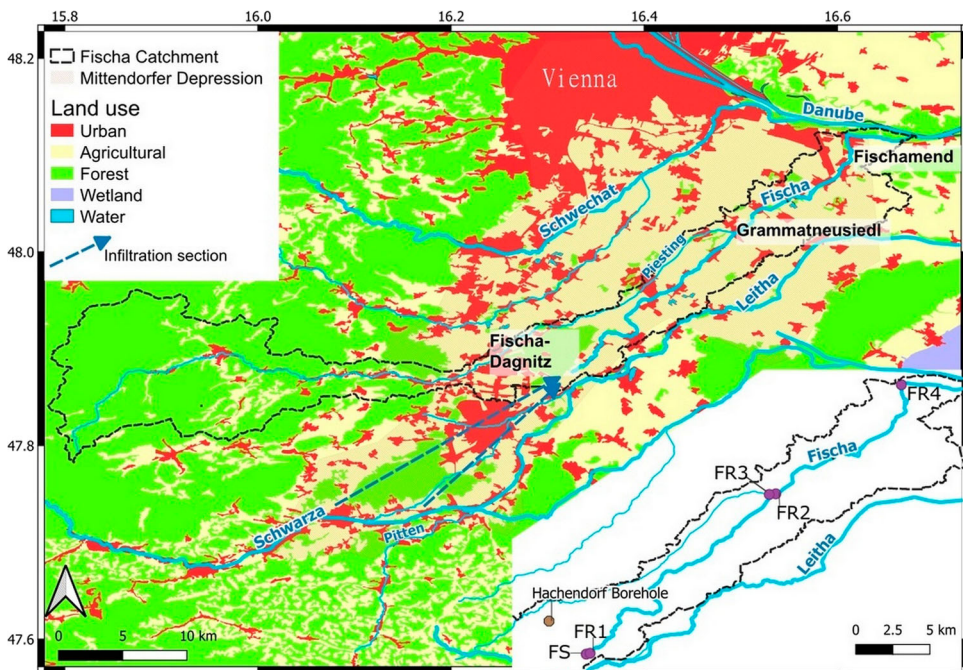 15.8
16.0
16.2
16.4
16.6
48.2
48.0
47.8
47.6
Fischa Catchment
Mittendorfer Depression
Land use
Urban
Agricultural
Forest
Wetland
Water
Infiltration section
Vienna
Danube
Fischamend
Schwechat
Fischa
Grammatneusiedl
Piesting
Leitha
Fischa-
Dagnitz
Schwarza
Pitten
0 5 10 km
FR4
Fischa
FR3
FR2
Leitha
Hachendorf Borehole
FR1
FS
0 2.5 5 km